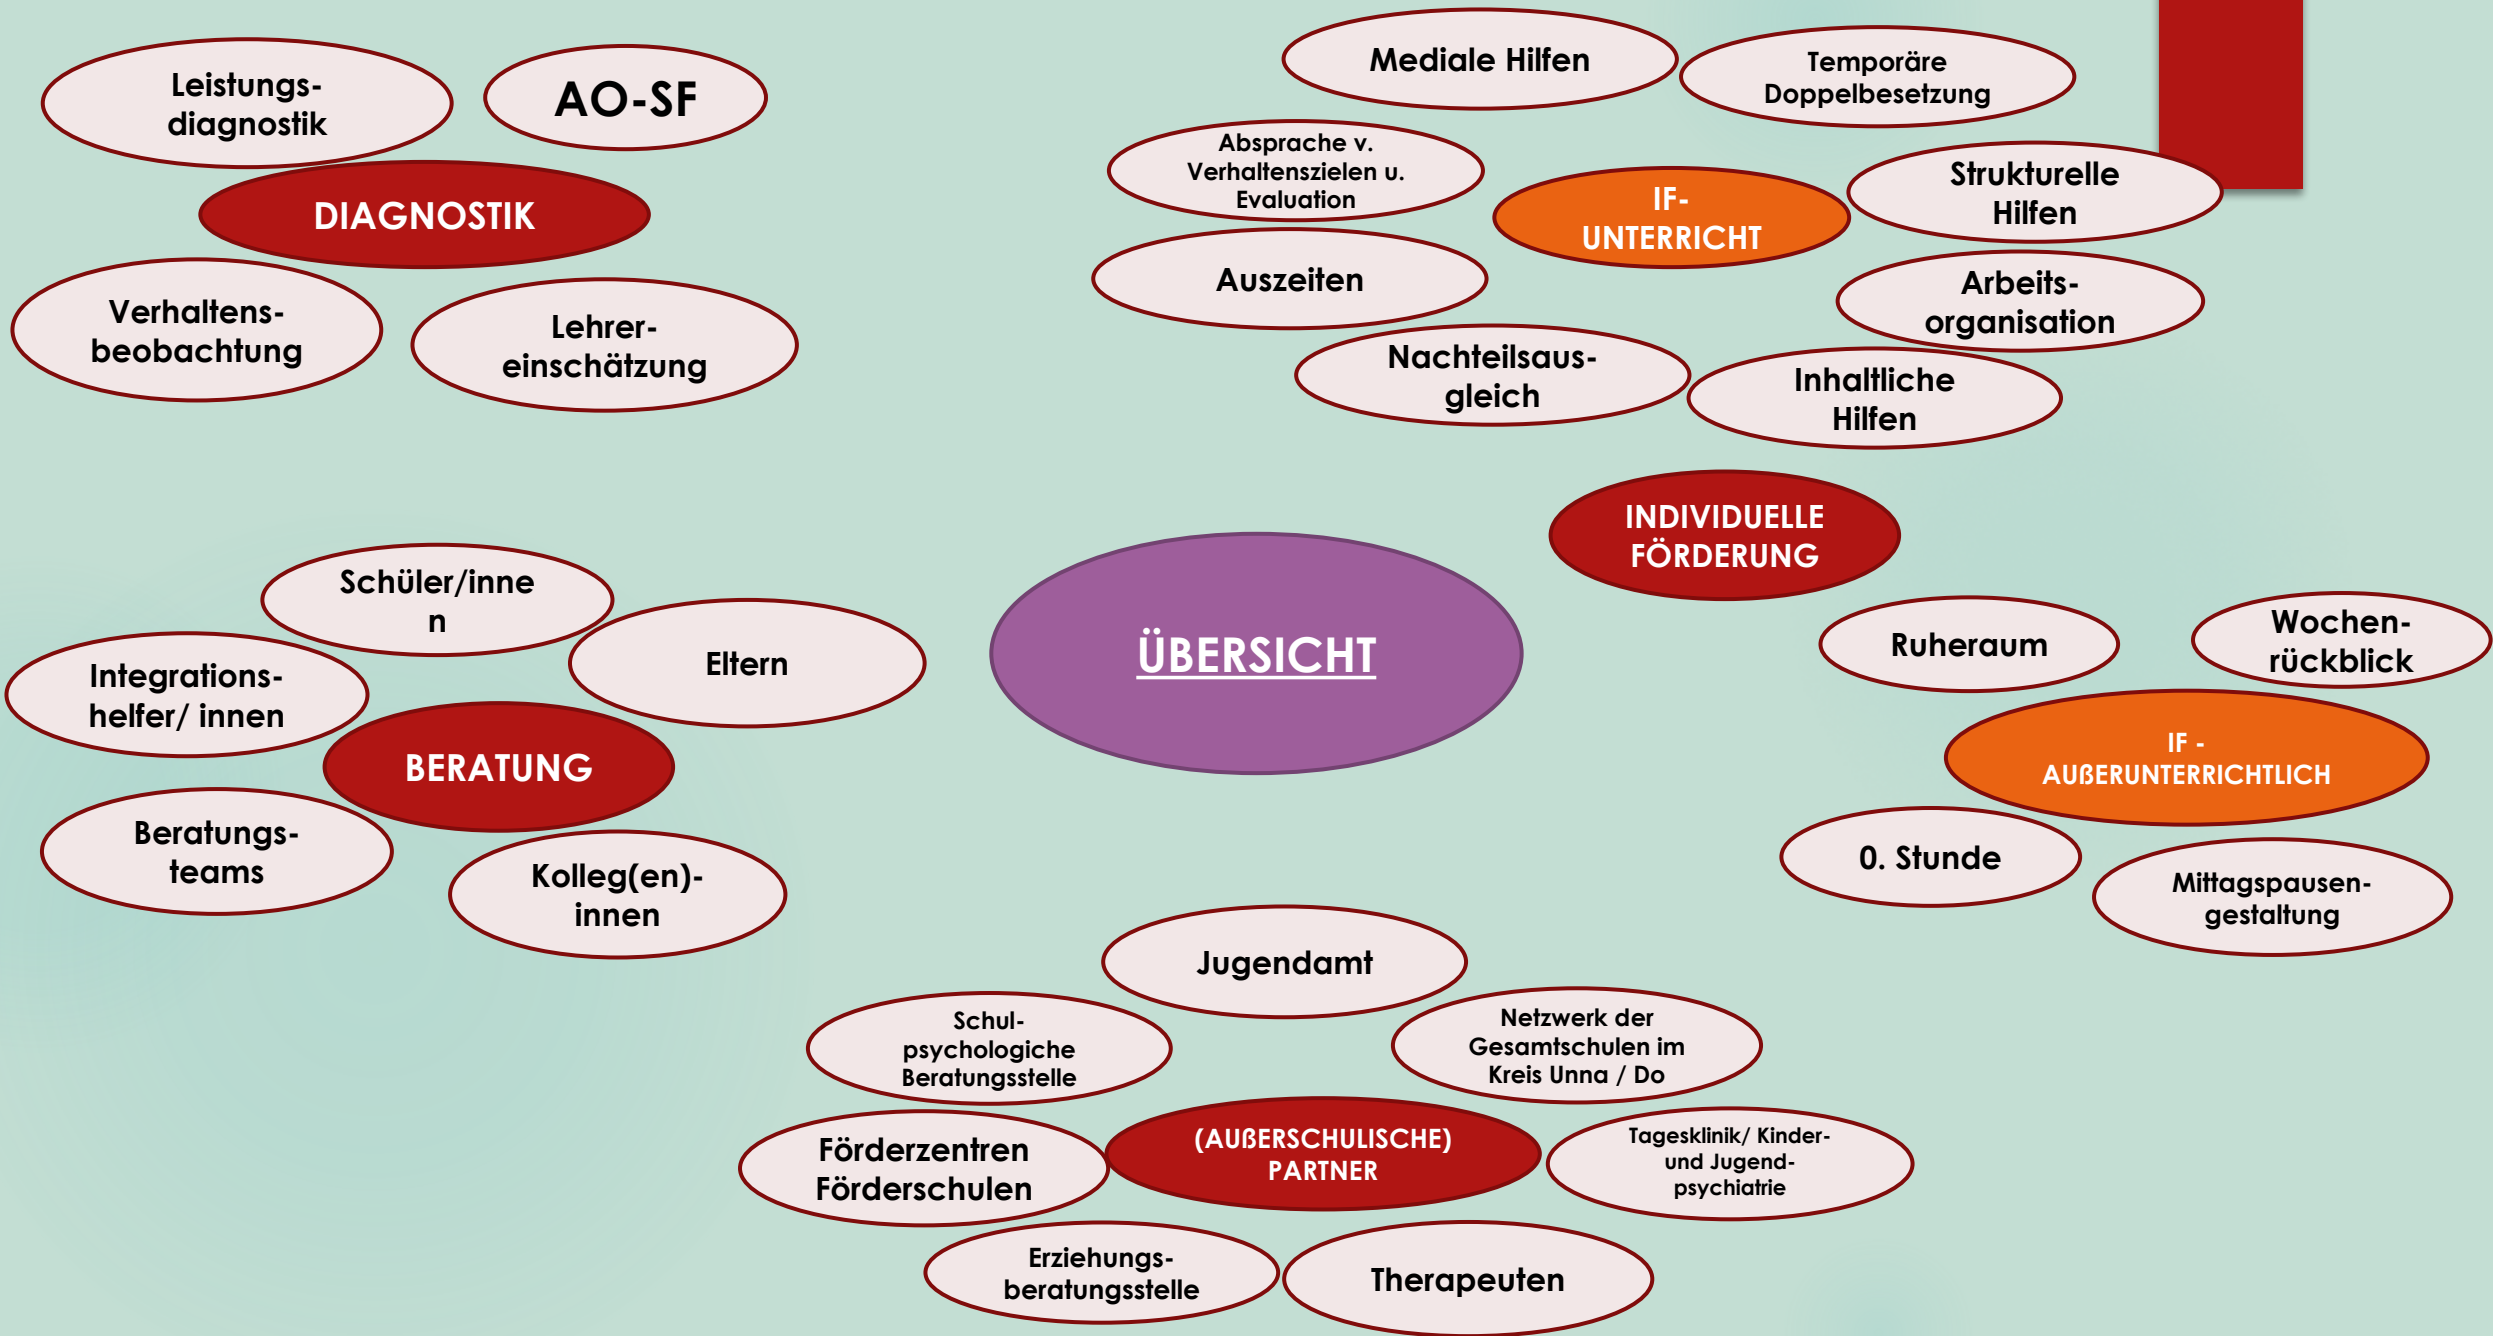 Leistungs-
diagnostik
AO-SF
DIAGNOSTIK
Verhaltens-
beobachtung
Lehrer-
einschätzung
Mediale Hilfen
Temporäre
Doppelbesetzung
Absprache v.
Verhaltenszielen u.
Evaluation
IF-
UNTERRICHT
Strukturelle
Hilfen
Auszeiten
Arbeits-
organisation
Nachteilsaus-
gleich
Inhaltliche
Hilfen
INDIVIDUELLE
FÖRDERUNG
Schüler/inne
n
Eltern
Integrations-
helfer/ innen
BERATUNG
Beratungs-
teams
Kolleg(en)-
innen
ÜBERSICHT
Ruheraum
Wochen-
rückblick
IF -
AUßERUNTERRICHTLICH
0. Stunde
Mittagspausen-
gestaltung
Jugendamt
Schul-
psychologiche
Beratungsstelle
Netzwerk der
Gesamtschulen im
Kreis Unna / Do
(AUßERSCHULISCHE)
PARTNER
Förderzentren
Förderschulen
Tagesklinik/ Kinder-
und Jugend-
psychiatrie
Erziehungs-
beratungsstelle
Therapeuten